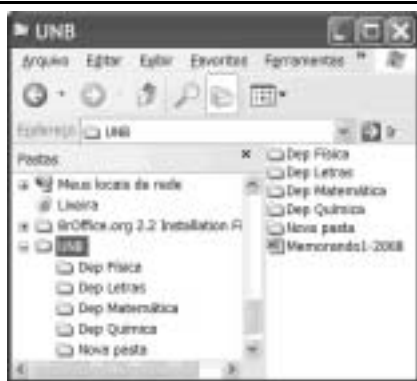 UNB
Arquivo Editar Exibir Favoritos Ferramentas »
Endereço UNB Ir
Pastas ×
Meus locais de rede
Lixeira
BrOffice.org 2.2 Installation Fi
UNB
Dep Física
Dep Letras
Dep Matemática
Dep Química
Nova pasta
Dep Física
Dep Letras
Dep Matemática
Dep Química
Nova pasta
Memorando1-2008